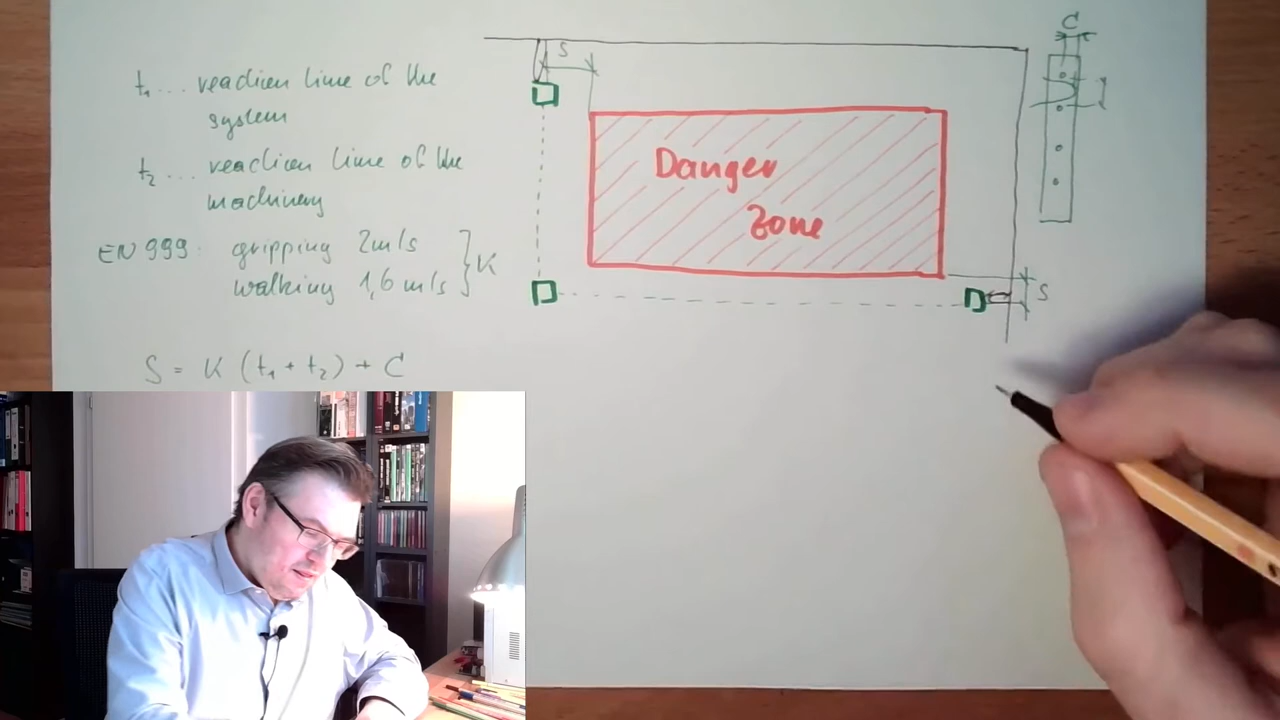 t₁ ... reaction time of the
system
t₂ ... reaction time of the
machinery
EN 999: gripping 2m/s
walking 1,6 m/s } K
S = K (t₁ + t₂) + C
S
Danger
Zone
S
C